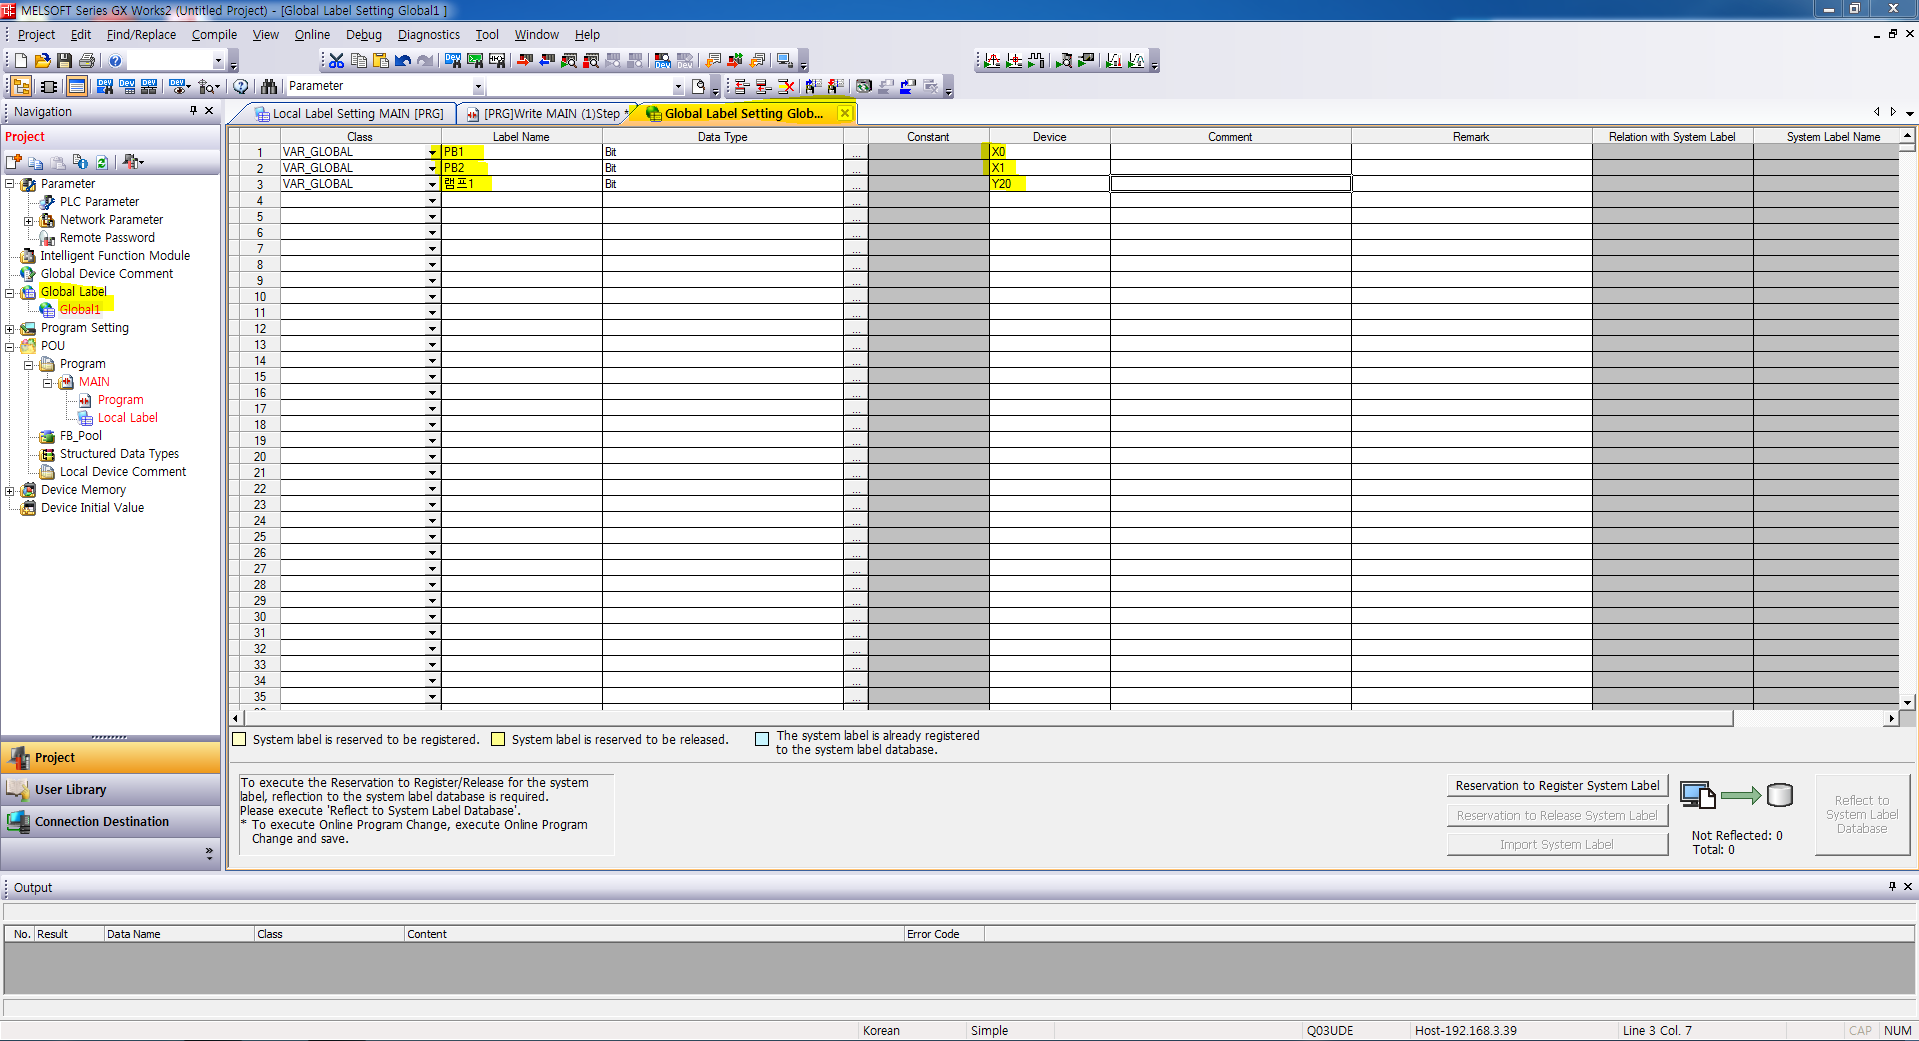 MELSOFT Series GX Works2 (Untitled Project) - [Global Label Setting Global1 ]
Project Edit Find/Replace Compile View Online Debug Diagnostics Tool Window Help
Parameter
Navigation
Project
Parameter
PLC Parameter
Network Parameter
Remote Password
Intelligent Function Module
Global Device Comment
Global Label
Global1
Program Setting
POU
Program
MAIN
Program
Local Label
FB_Pool
Structured Data Types
Local Device Comment
Device Memory
Device Initial Value
Project
User Library
Connection Destination
Local Label Setting MAIN [PRG] [PRG]Write MAIN (1)Step * Global Label Setting Glob...
Class Label Name Data Type Constant Device Comment Remark Relation with System Label System Label Name
1 VAR_GLOBAL PB1 Bit ... X0
2 VAR_GLOBAL PB2 Bit ... X1
3 VAR_GLOBAL 램프1 Bit ... Y20
4 ...
5 ...
6 ...
7 ...
8 ...
9 ...
10 ...
11 ...
12 ...
13 ...
14 ...
15 ...
16 ...
17 ...
18 ...
19 ...
20 ...
21 ...
22 ...
23 ...
24 ...
25 ...
26 ...
27 ...
28 ...
29 ...
30 ...
31 ...
32 ...
33 ...
34 ...
35 ...
System label is reserved to be registered. System label is reserved to be released. The system label is already registered
to the system label database.
To execute the Reservation to Register/Release for the system
label, reflection to the system label database is required.
Please execute 'Reflect to System Label Database'.
* To execute Online Program Change, execute Online Program
Change and save.
Reservation to Register System Label
Reservation to Release System Label
Import System Label
Not Reflected: 0
Total: 0
Reflect to
System Label
Database
Output
No. Result Data Name Class Content Error Code
Korean Simple Q03UDE Host-192.168.3.39 Line 3 Col. 7 CAP NUM